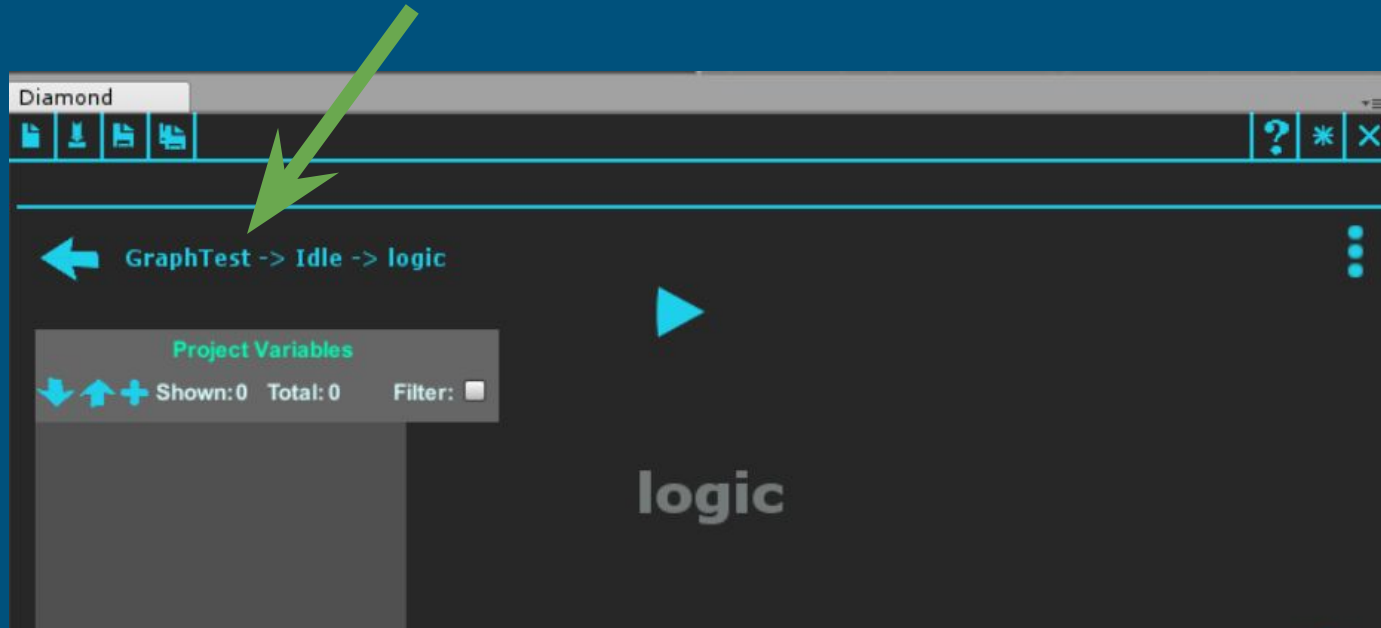 Diamond
?
GraphTest -> Idle -> logic
Project Variables
Shown: 0 Total: 0 Filter:
logic